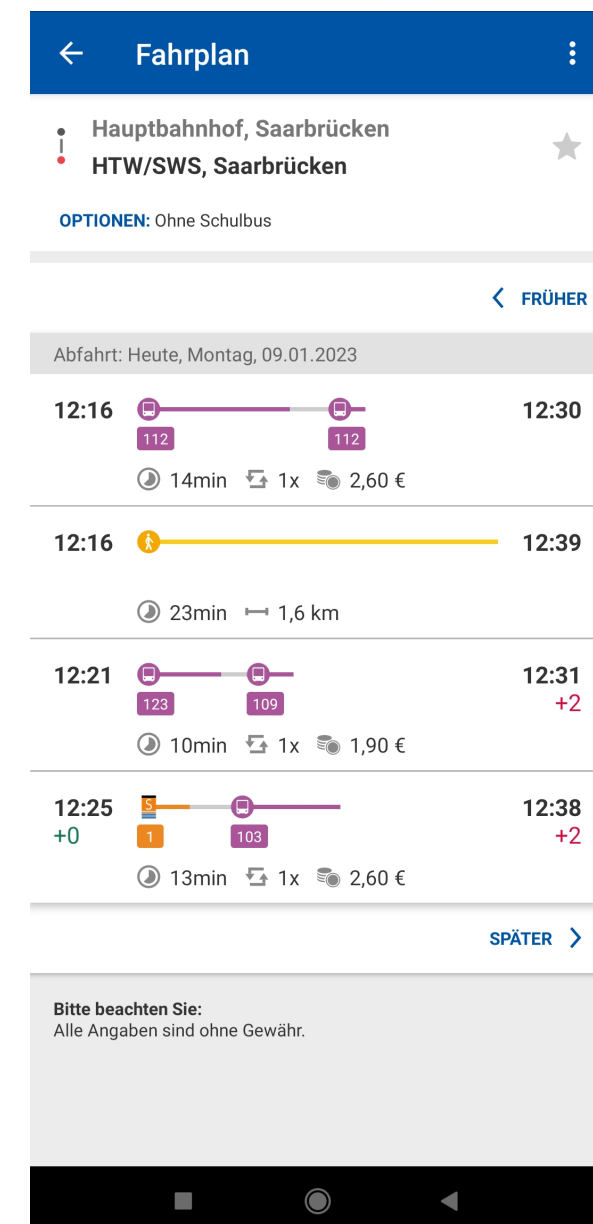 Fahrplan
Hauptbahnhof, Saarbrücken
HTW/SWS, Saarbrücken
OPTIONEN: Ohne Schulbus
FRÜHER
Abfahrt: Heute, Montag, 09.01.2023
12:16 12:30
112 112
14min 1x 2,60 €
12:16 12:39
23min 1,6 km
12:21 12:31
123 109 +2
10min 1x 1,90 €
12:25 S 12:38
+0 1 103 +2
13min 1x 2,60 €
SPÄTER
Bitte beachten Sie:
Alle Angaben sind ohne Gewähr.